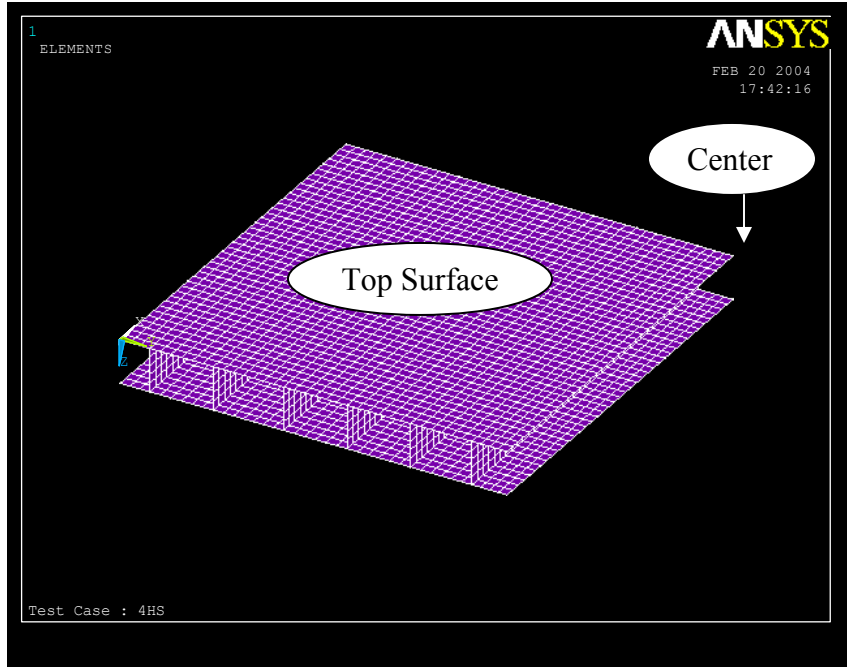 1
ELEMENTS
ANSYS
FEB 20 2004
17:42:16
Center
Top Surface
Y
Z
Test Case : 4HS